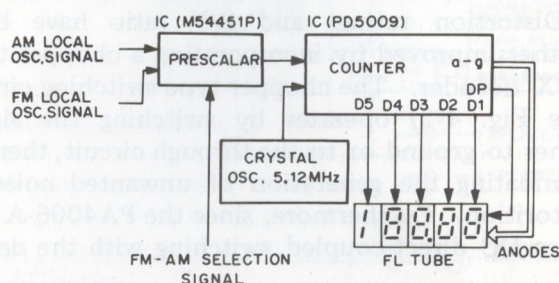 IC (M54451P)
IC (PD5009)
AM LOCAL
OSC, SIGNAL
PRESCALAR
COUNTER
a~g
DP
D5 D4 D3 D2 D1
FM LOCAL
OSC, SIGNAL
CRYSTAL
OSC, 5,12MHz
FM-AM SELECTION
SIGNAL
FL TUBE
ANODES